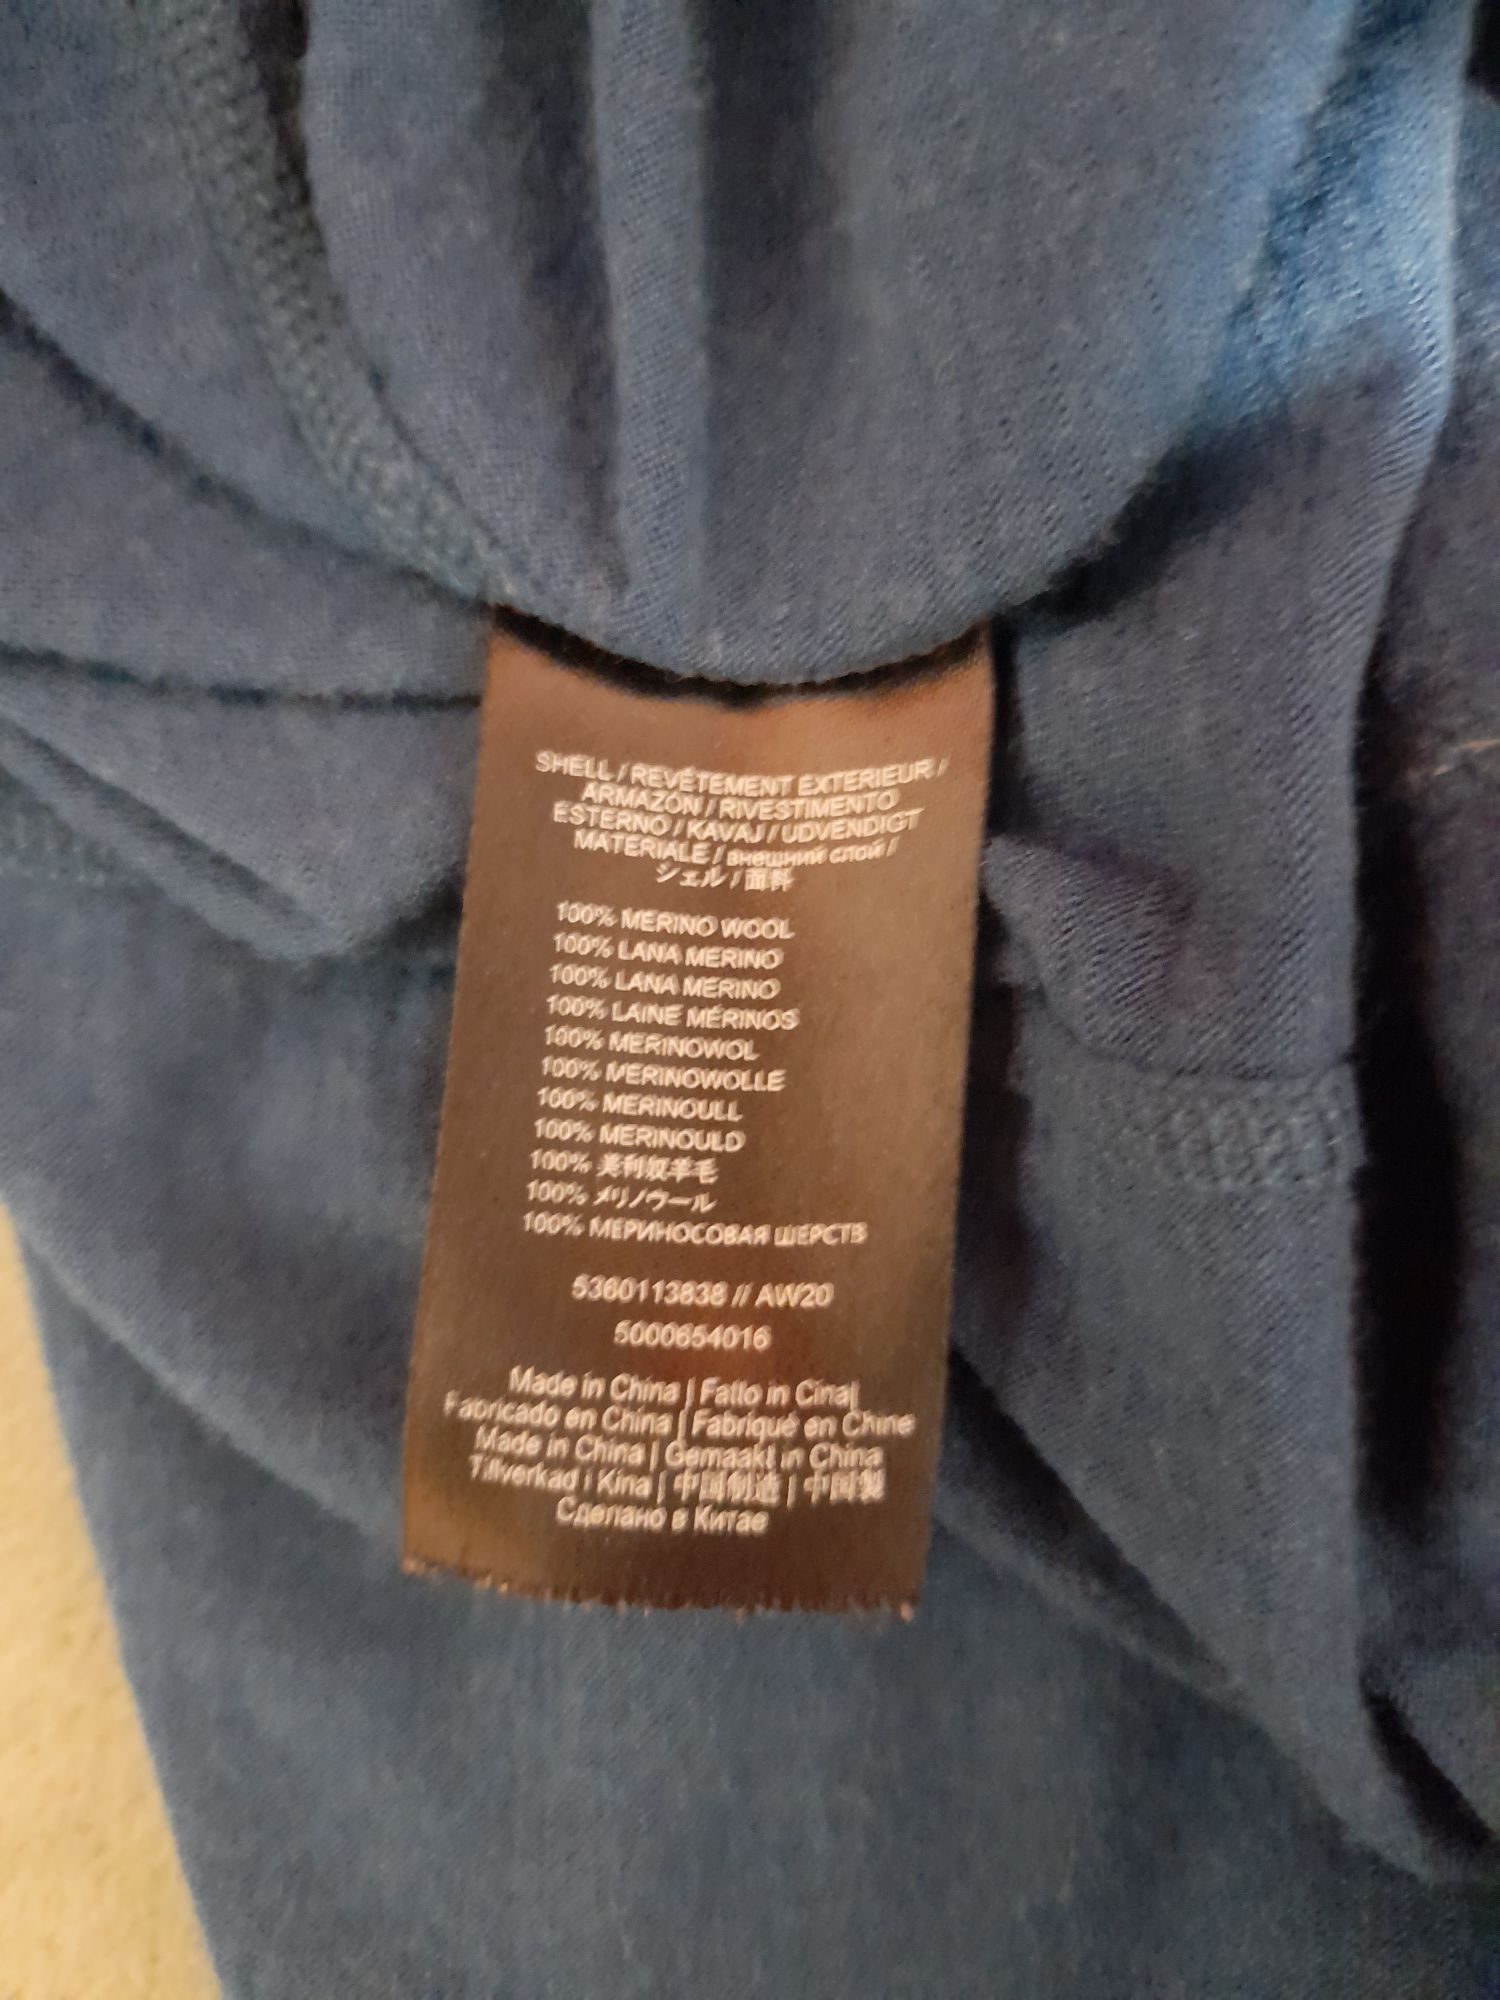 SHELL / REVÊTEMENT EXTERIEUR /
ARMAZÓN / RIVESTIMENTO
ESTERNO / KAVAJ / UDVENDIGT
MATERIALE / внешний слой /
シェル / 面料
100% MERINO WOOL
100% LANA MERINO
100% LANA MERINO
100% LAINE MÉRINOS
100% MERINOWOL
100% MERINOWOLLE
100% MERINOULL
100% MERINOULD
100% 美利奴羊毛
100% メリノウール
100% МЕРИНОСОВАЯ ШЕРСТВ
5360113838 // AW20
5000654016
Made in China | Fatto in Cina|
Fabricado en China | Fabriqué en Chine
Made in China | Gemaakt in China
Tillverkad i Kina | 中国制造 | 中国製
Сделано в Китае